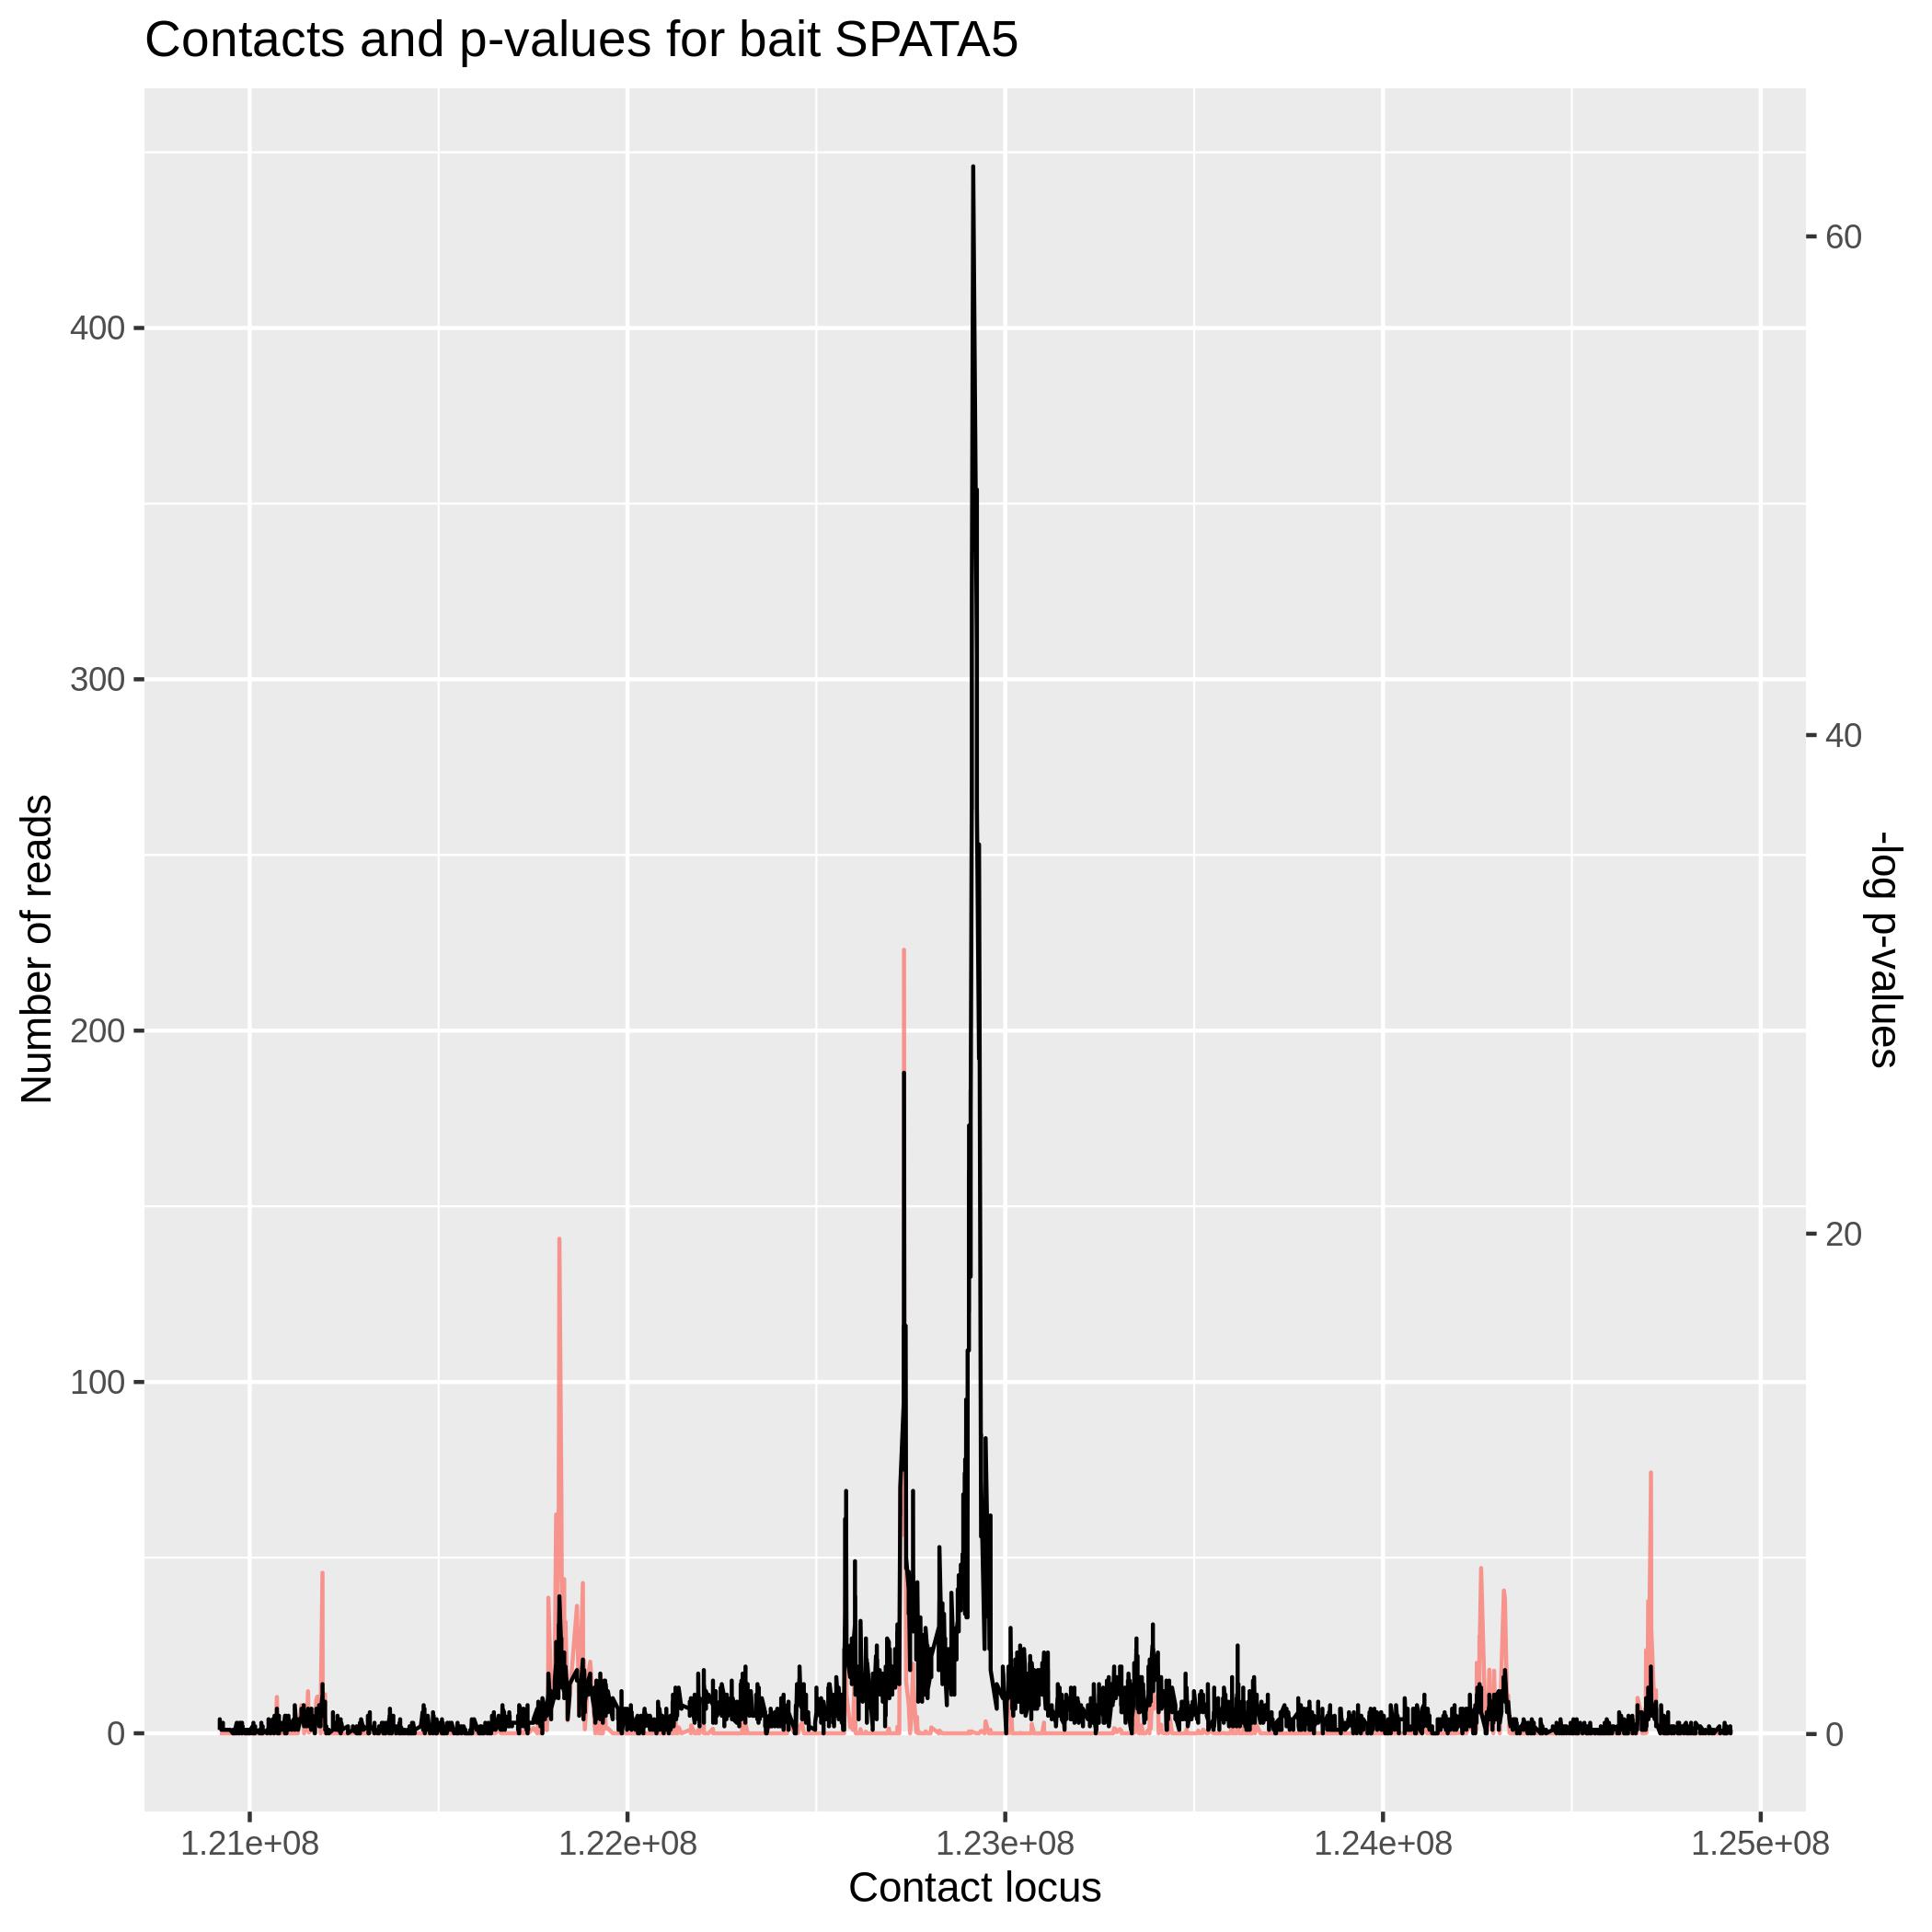 Contacts and p-values for bait SPATA5
Number of reads
400
300
200
100
0
60
40
20
0
-log p-values
1.21e+08 1.22e+08 1.23e+08 1.24e+08 1.25e+08
Contact locus